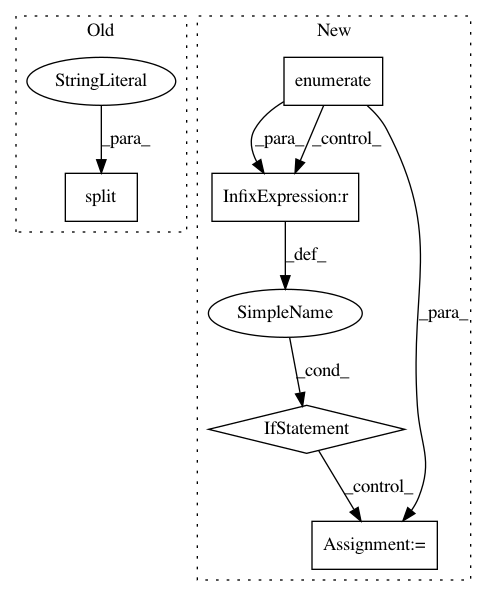 Old
New
StringLiteral
enumerate
_para_
_para_
_control_
split
InfixExpression:r
_def_
_para_
SimpleName
_cond_
IfStatement
_control_
Assignment:=